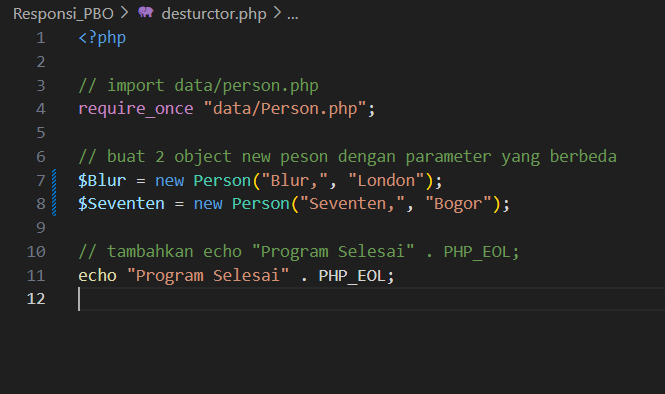 Responsi_PBO > desturctor.php > ...
1 <?php
2
3 // import data/person.php
4 require_once "data/Person.php";
5
6 // buat 2 object new peson dengan parameter yang berbeda
7 $Blur = new Person("Blur,", "London");
8 $Seventen = new Person("Seventen,", "Bogor");
9
10 // tambahkan echo "Program Selesai" . PHP_EOL;
11 echo "Program Selesai" . PHP_EOL;
12